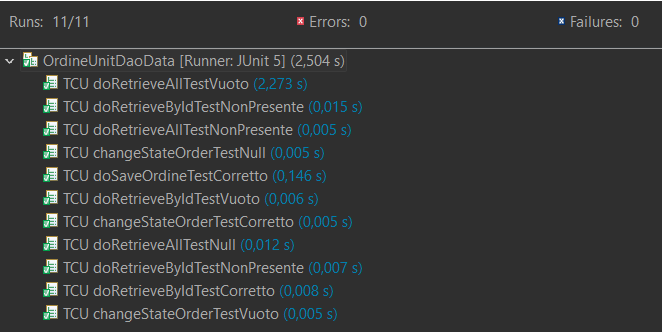 Runs: 11/11 Errors: 0 Failures: 0
OrdineUnitDaoData [Runner: JUnit 5] (2,504 s)
TCU doRetrieveAllTestVuoto (2,273 s)
TCU doRetrieveByIdTestNonPresente (0,015 s)
TCU doRetrieveAllTestNonPresente (0,005 s)
TCU changeStateOrderTestNull (0,005 s)
TCU doSaveOrdineTestCorretto (0,146 s)
TCU doRetrieveByIdTestVuoto (0,006 s)
TCU changeStateOrderTestCorretto (0,005 s)
TCU doRetrieveAllTestNull (0,012 s)
TCU doRetrieveByIdTestNonPresente (0,007 s)
TCU doRetrieveByIdTestCorretto (0,008 s)
TCU changeStateOrderTestVuoto (0,005 s)